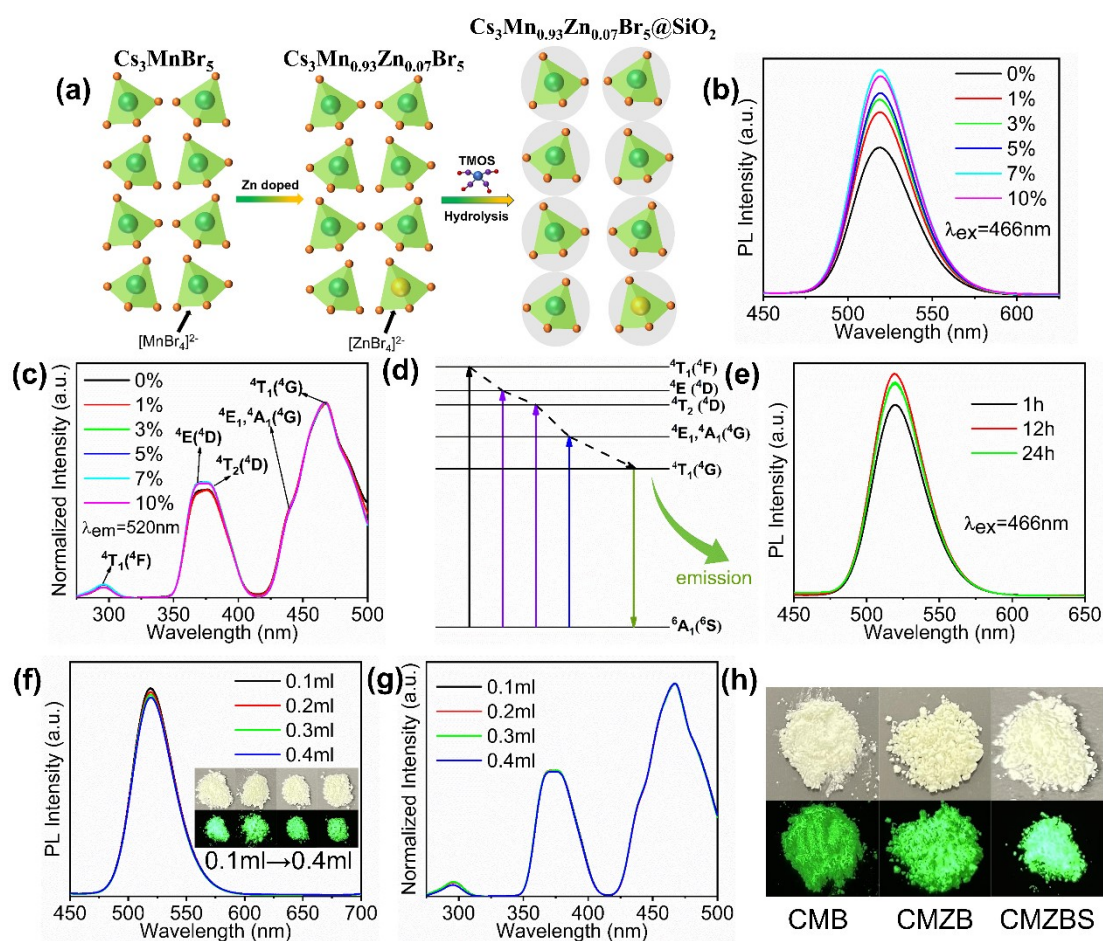 (a)
Cs₃MnBr₅
Cs₃Mn₀.₉₃Zn₀.₀₇Br₅
Cs₃Mn₀.₉₃Zn₀.₀₇Br₅@SiO₂
Zn doped
TMOS
Hydrolysis
[MnBr₄]²⁻
[ZnBr₄]²⁻
(b)
PL Intensity (a.u.)
0%
1%
3%
5%
7%
10%
λex=466nm
450 500 550 600
Wavelength (nm)
(c)
Normalized Intensity (a.u.)
0%
1%
3%
5%
7%
10%
λem=520nm
⁴T₁(⁴F)
⁴E(⁴D)
⁴T₂(⁴D)
⁴E₁,⁴A₁(⁴G)
⁴T₁(⁴G)
300 350 400 450 500
Wavelength (nm)
(d)
⁴T₁(⁴F)
⁴E (⁴D)
⁴T₂ (⁴D)
⁴E₁,⁴A₁(⁴G)
⁴T₁(⁴G)
emission
⁶A₁(⁶S)
(e)
PL Intensity (a.u.)
1h
12h
24h
λex=466nm
450 500 550 600 650
Wavelength (nm)
(f)
PL Intensity (a.u.)
0.1ml
0.2ml
0.3ml
0.4ml
0.1ml→0.4ml
450 500 550 600 650 700
Wavelength (nm)
(g)
Normalized Intensity (a.u.)
0.1ml
0.2ml
0.3ml
0.4ml
300 350 400 450 500
Wavelength (nm)
(h)
CMB CMZB CMZBS